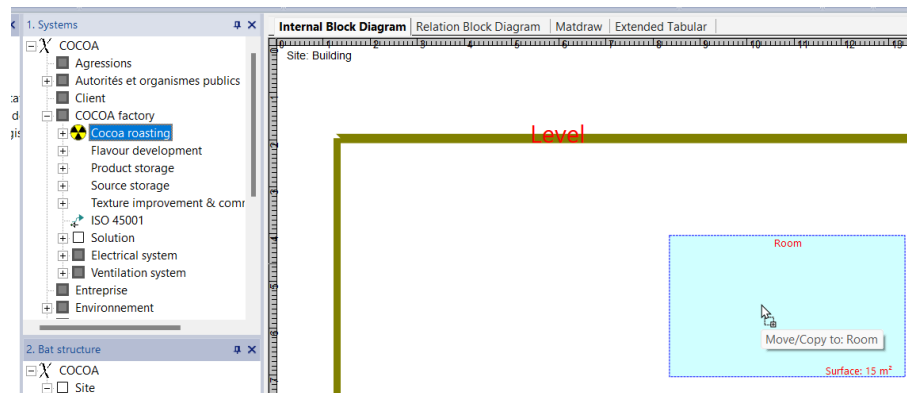 1. Systems
COCOA
Agressions
Autorités et organismes publics
Client
COCOA factory
Cocoa roasting
Flavour development
Product storage
Source storage
Texture improvement & comr
ISO 45001
Solution
Electrical system
Ventilation system
Entreprise
Environnement
2. Bat structure
COCOA
Site
Internal Block Diagram Relation Block Diagram Matdraw Extended Tabular
Site: Building
Level
Room
Move/Copy to: Room
Surface: 15 m²